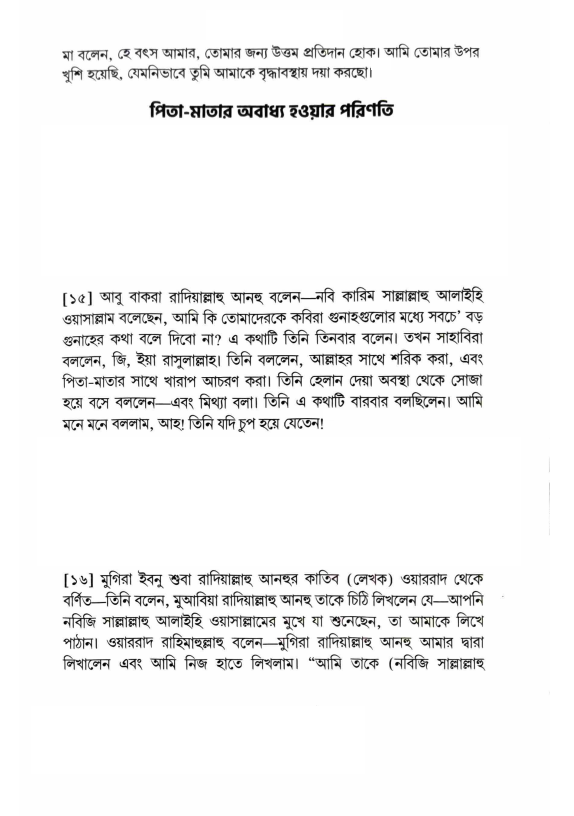 মা বলেন, হে বৎস আমার, তোমার জন্য উত্তম প্রতিদান হোক। আমি তোমার উপর
খুশি হয়েছি, যেমনিভাবে তুমি আমাকে বৃদ্ধাবস্থায় দয়া করছো।
পিতা-মাতার অবাধ্য হওয়ার পরিণতি
[১৫] আবু বাকরা রাদিয়াল্লাহু আনহু বলেন—নবি কারিম সাল্লাল্লাহু আলাইহি
ওয়াসাল্লাম বলেছেন, আমি কি তোমাদেরকে কবিরা গুনাহগুলোর মধ্যে সবচে’ বড়
গুনাহের কথা বলে দিবো না? এ কথাটি তিনি তিনবার বলেন। তখন সাহাবিরা
বললেন, জি, ইয়া রাসুলাল্লাহ। তিনি বললেন, আল্লাহর সাথে শরিক করা, এবং
পিতা-মাতার সাথে খারাপ আচরণ করা। তিনি হেলান দেয়া অবস্থা থেকে সোজা
হয়ে বসে বললেন—এবং মিথ্যা বলা। তিনি এ কথাটি বারবার বলছিলেন। আমি
মনে মনে বললাম, আহ! তিনি যদি চুপ হয়ে যেতেন!
[১৬] মুগিরা ইবনু শুবা রাদিয়াল্লাহু আনহুর কাতিব (লেখক) ওয়াররাদ থেকে
বর্ণিত—তিনি বলেন, মুআবিয়া রাদিয়াল্লাহু আনহু তাকে চিঠি লিখলেন যে—আপনি
নবিজি সাল্লাল্লাহু আলাইহি ওয়াসাল্লামের মুখে যা শুনেছেন, তা আমাকে লিখে
পাঠান। ওয়াররাদ রাহিমাহুল্লাহু বলেন—মুগিরা রাদিয়াল্লাহু আনহু আমার দ্বারা
লিখালেন এবং আমি নিজ হাতে লিখলাম। “আমি তাকে (নবিজি সাল্লাল্লাহু